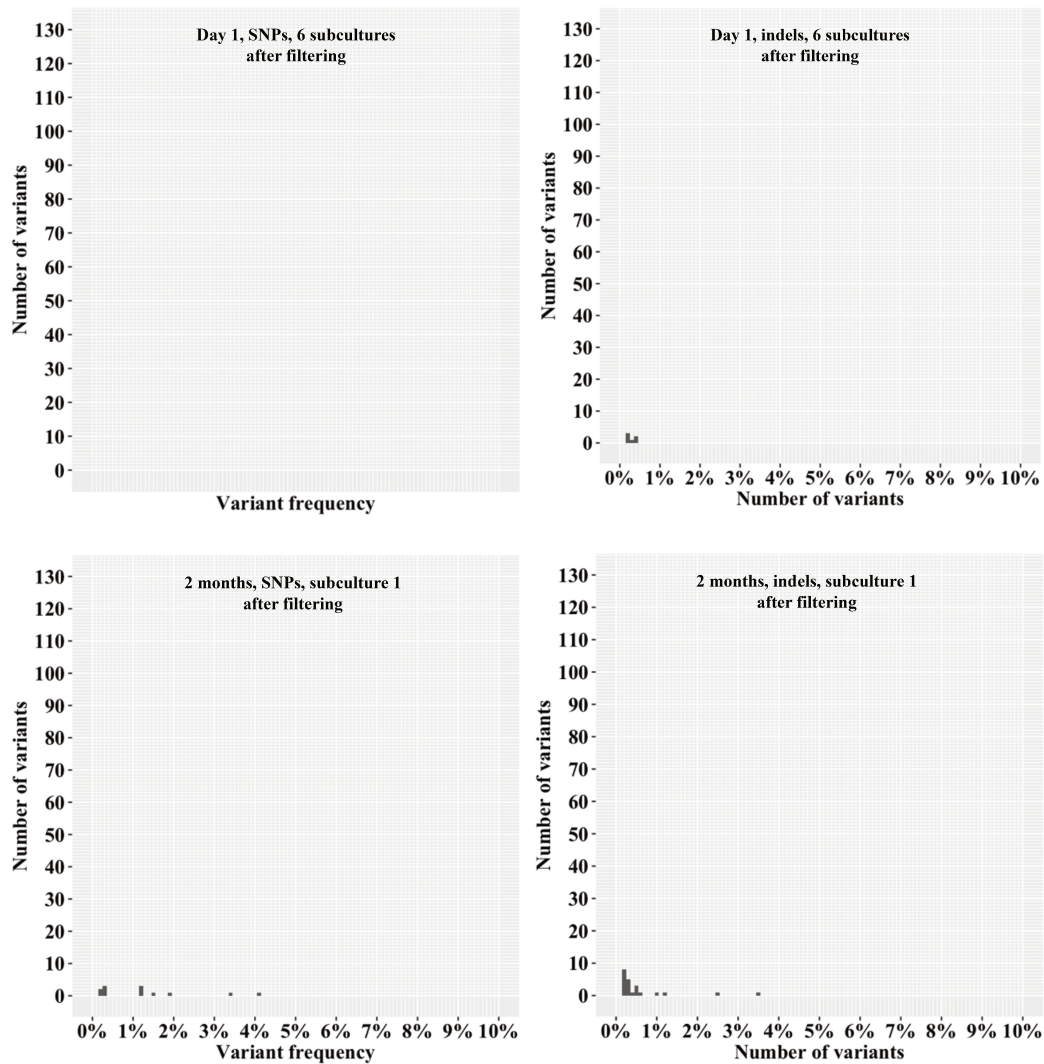 Day 1, SNPs, 6 subcultures
after filtering
Number of variants
130
120
110
100
90
80
70
60
50
40
30
20
10
0
Variant frequency
Day 1, indels, 6 subcultures
after filtering
Number of variants
130
120
110
100
90
80
70
60
50
40
30
20
10
0
0% 1% 2% 3% 4% 5% 6% 7% 8% 9% 10%
Number of variants
2 months, SNPs, subculture 1
after filtering
Number of variants
130
120
110
100
90
80
70
60
50
40
30
20
10
0
0% 1% 2% 3% 4% 5% 6% 7% 8% 9% 10%
Variant frequency
2 months, indels, subculture 1
after filtering
Number of variants
130
120
110
100
90
80
70
60
50
40
30
20
10
0
0% 1% 2% 3% 4% 5% 6% 7% 8% 9% 10%
Number of variants